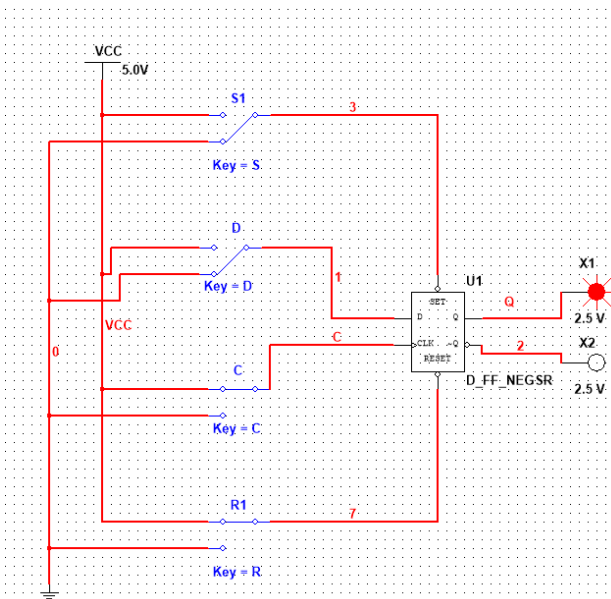 VCC
5.0V
S1
3
Key = S
D
Key = D
1
VCC
0
C
C
Key = C
R1
7
Key = R
U1
SET
D Q
CLK ~Q
RESET
D_FF_NEGSR
Q
2
X1
2.5 V
X2
2.5 V